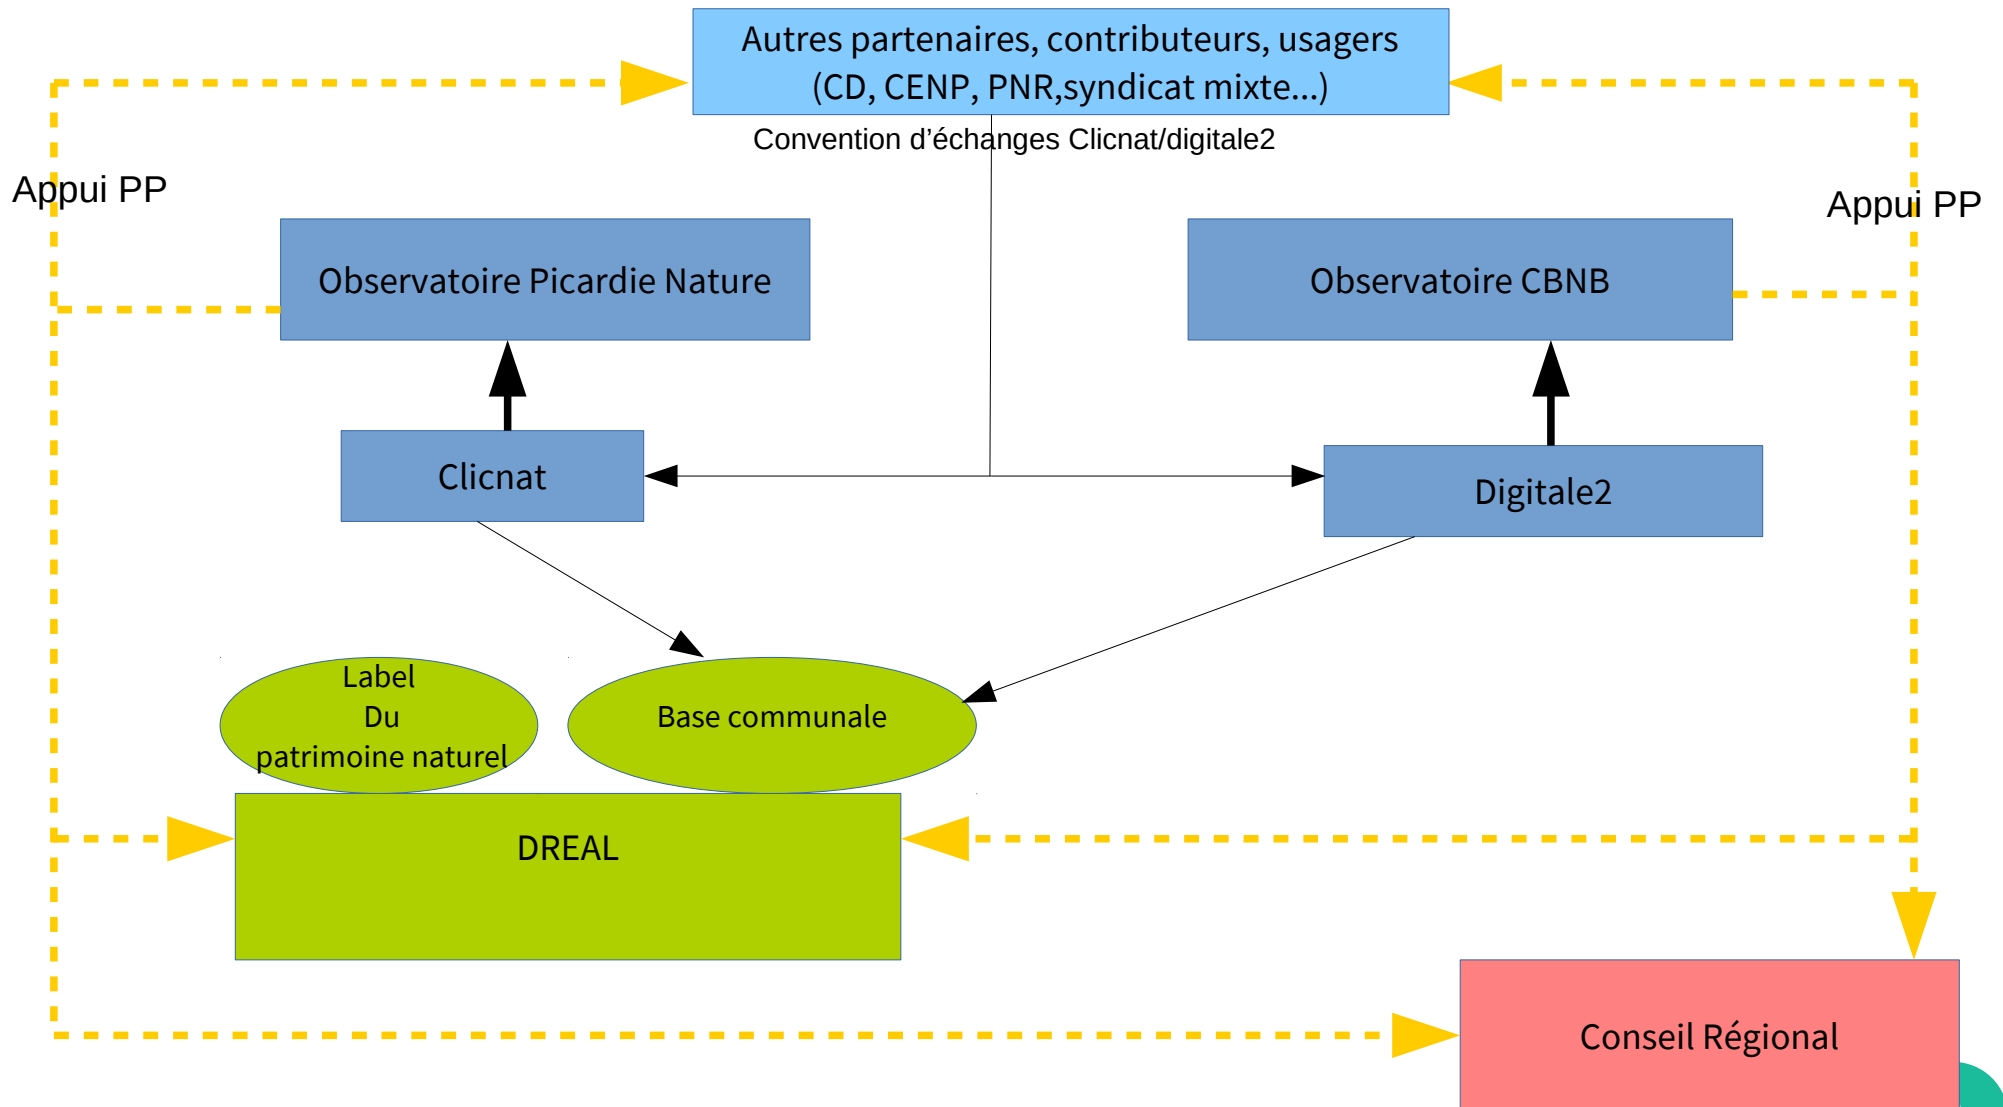 Autres partenaires, contributeurs, usagers
(CD, CENP, PNR,syndicat mixte...)
Convention d'échanges Clicnat/digitale2
Appui PP
Appui PP
Observatoire Picardie Nature
Observatoire CBNB
Clicnat
Digitale2
Label
Du
patrimoine naturel
Base communale
DREAL
Conseil Régional